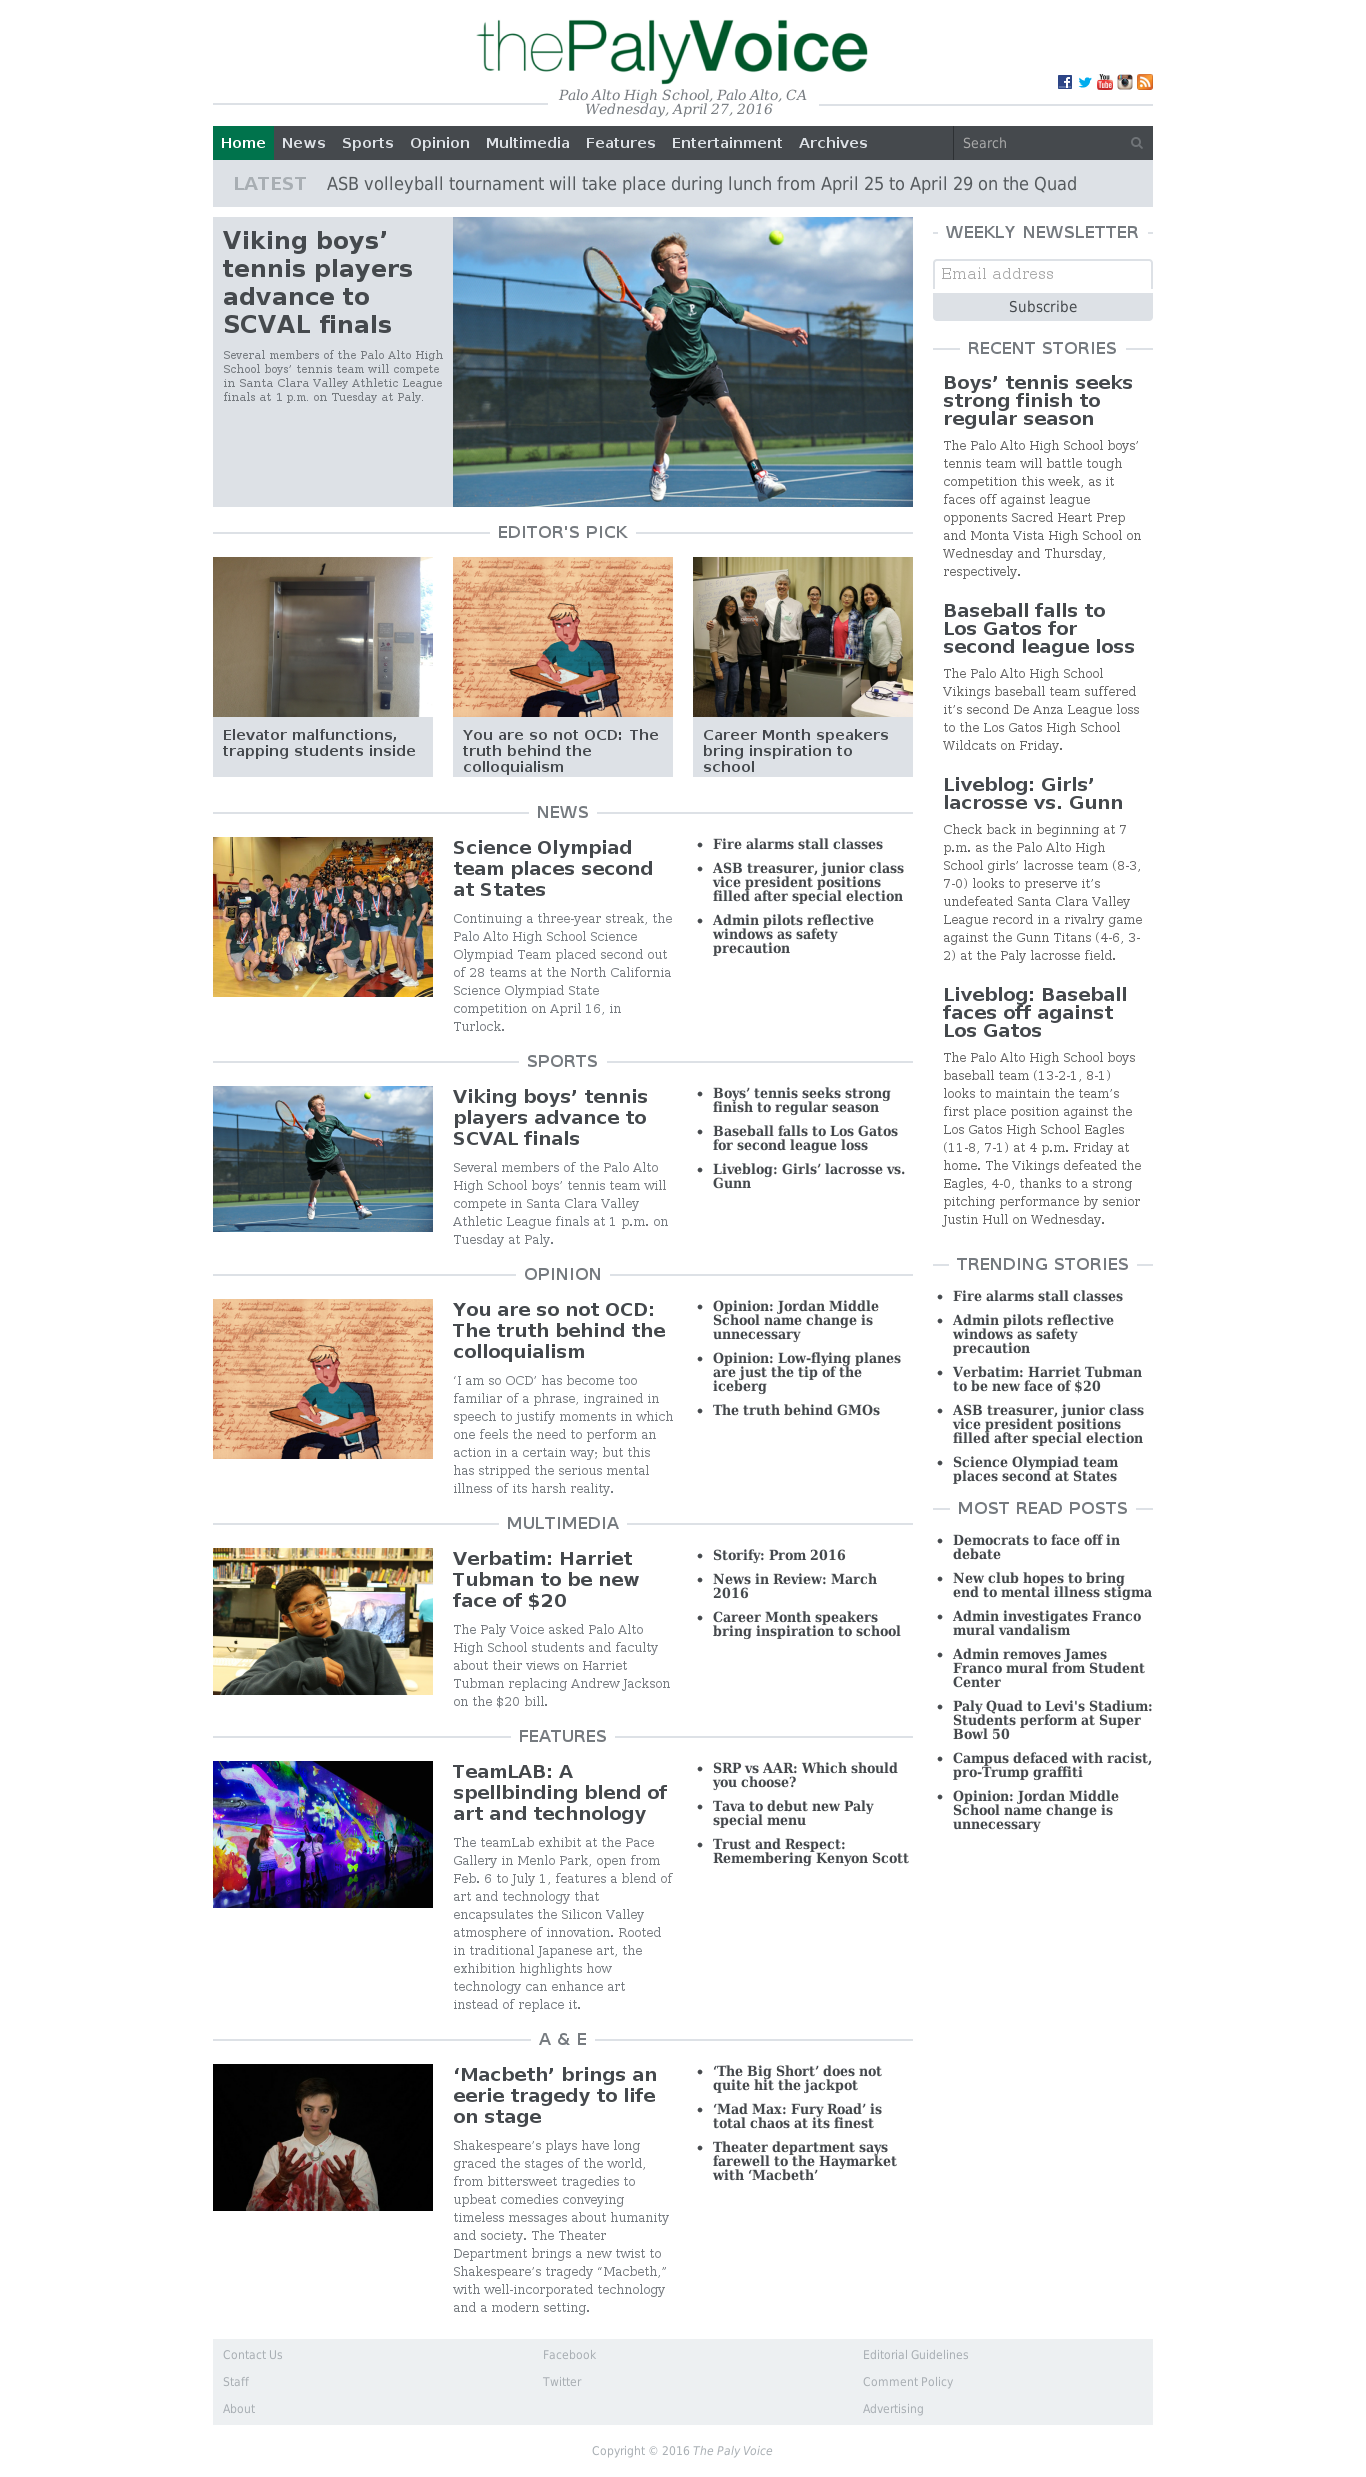 thePalyVoice
Palo Alto High School, Palo Alto, CA
Wednesday, April 27, 2016
Home News Sports Opinion Multimedia Features Entertainment Archives Search
LATEST ASB volleyball tournament will take place during lunch from April 25 to April 29 on the Quad
Viking boys’
tennis players
advance to
SCVAL finals
Several members of the Palo Alto High
School boys’ tennis team will compete
in Santa Clara Valley Athletic League
finals at 1 p.m. on Tuesday at Paly.
EDITOR'S PICK
1
Elevator malfunctions,
trapping students inside
You are so not OCD: The
truth behind the
colloquialism
Career Month speakers
bring inspiration to
school
NEWS
Science Olympiad
team places second
at States
Continuing a three-year streak, the
Palo Alto High School Science
Olympiad Team placed second out
of 28 teams at the North California
Science Olympiad State
competition on April 16, in
Turlock.
Fire alarms stall classes
ASB treasurer, junior class
vice president positions
filled after special election
Admin pilots reflective
windows as safety
precaution
SPORTS
Viking boys’ tennis
players advance to
SCVAL finals
Several members of the Palo Alto
High School boys’ tennis team will
compete in Santa Clara Valley
Athletic League finals at 1 p.m. on
Tuesday at Paly.
Boys’ tennis seeks strong
finish to regular season
Baseball falls to Los Gatos
for second league loss
Liveblog: Girls’ lacrosse vs.
Gunn
OPINION
You are so not OCD:
The truth behind the
colloquialism
‘I am so OCD’ has become too
familiar of a phrase, ingrained in
speech to justify moments in which
one feels the need to perform an
action in a certain way; but this
has stripped the serious mental
illness of its harsh reality.
Opinion: Jordan Middle
School name change is
unnecessary
Opinion: Low-flying planes
are just the tip of the
iceberg
The truth behind GMOs
MULTIMEDIA
Verbatim: Harriet
Tubman to be new
face of $20
The Paly Voice asked Palo Alto
High School students and faculty
about their views on Harriet
Tubman replacing Andrew Jackson
on the $20 bill.
Storify: Prom 2016
News in Review: March
2016
Career Month speakers
bring inspiration to school
FEATURES
TeamLAB: A
spellbinding blend of
art and technology
The teamLab exhibit at the Pace
Gallery in Menlo Park, open from
Feb. 6 to July 1, features a blend of
art and technology that
encapsulates the Silicon Valley
atmosphere of innovation. Rooted
in traditional Japanese art, the
exhibition highlights how
technology can enhance art
instead of replace it.
SRP vs AAR: Which should
you choose?
Tava to debut new Paly
special menu
Trust and Respect:
Remembering Kenyon Scott
A & E
‘Macbeth’ brings an
eerie tragedy to life
on stage
Shakespeare’s plays have long
graced the stages of the world,
from bittersweet tragedies to
upbeat comedies conveying
timeless messages about humanity
and society. The Theater
Department brings a new twist to
Shakespeare’s tragedy “Macbeth,”
with well-incorporated technology
and a modern setting.
‘The Big Short’ does not
quite hit the jackpot
‘Mad Max: Fury Road’ is
total chaos at its finest
Theater department says
farewell to the Haymarket
with ‘Macbeth’
WEEKLY NEWSLETTER
Email address
Subscribe
RECENT STORIES
Boys’ tennis seeks
strong finish to
regular season
The Palo Alto High School boys’
tennis team will battle tough
competition this week, as it
faces off against league
opponents Sacred Heart Prep
and Monta Vista High School on
Wednesday and Thursday,
respectively.
Baseball falls to
Los Gatos for
second league loss
The Palo Alto High School
Vikings baseball team suffered
it’s second De Anza League loss
to the Los Gatos High School
Wildcats on Friday.
Liveblog: Girls’
lacrosse vs. Gunn
Check back in beginning at 7
p.m. as the Palo Alto High
School girls’ lacrosse team (8-3,
7-0) looks to preserve it’s
undefeated Santa Clara Valley
League record in a rivalry game
against the Gunn Titans (4-6, 3-
2) at the Paly lacrosse field.
Liveblog: Baseball
faces off against
Los Gatos
The Palo Alto High School boys
baseball team (13-2-1, 8-1)
looks to maintain the team’s
first place position against the
Los Gatos High School Eagles
(11-8, 7-1) at 4 p.m. Friday at
home. The Vikings defeated the
Eagles, 4-0, thanks to a strong
pitching performance by senior
Justin Hull on Wednesday.
TRENDING STORIES
Fire alarms stall classes
Admin pilots reflective
windows as safety
precaution
Verbatim: Harriet Tubman
to be new face of $20
ASB treasurer, junior class
vice president positions
filled after special election
Science Olympiad team
places second at States
MOST READ POSTS
Democrats to face off in
debate
New club hopes to bring
end to mental illness stigma
Admin investigates Franco
mural vandalism
Admin removes James
Franco mural from Student
Center
Paly Quad to Levi's Stadium:
Students perform at Super
Bowl 50
Campus defaced with racist,
pro-Trump graffiti
Opinion: Jordan Middle
School name change is
unnecessary
Contact Us
Staff
About
Facebook
Twitter
Editorial Guidelines
Comment Policy
Advertising
Copyright © 2016 The Paly Voice